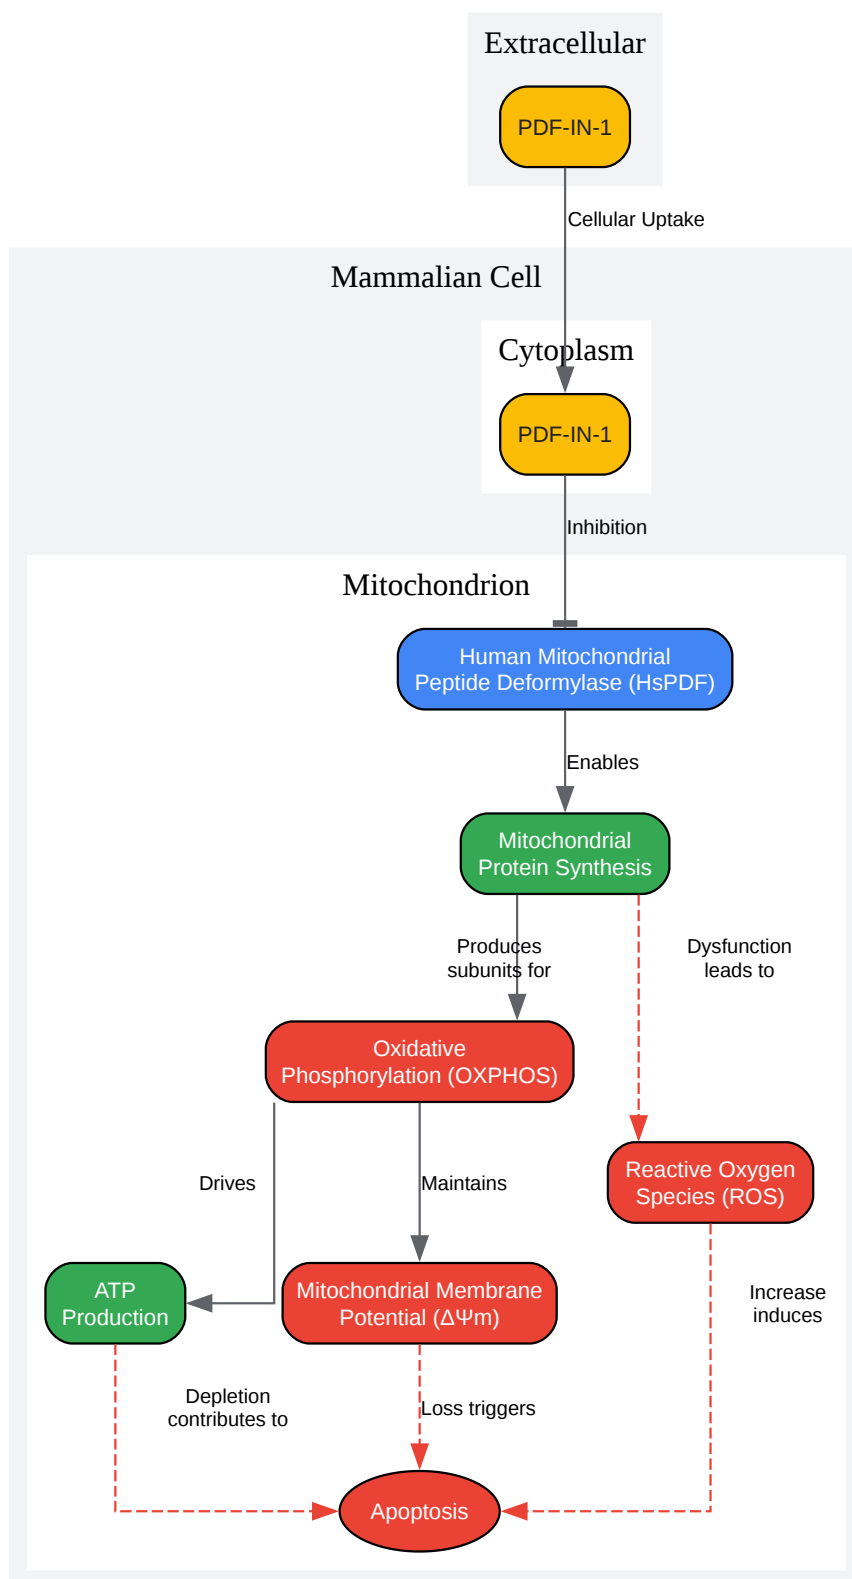 Extracellular
PDF-IN-1
Cellular Uptake
Mammalian Cell
Cytoplasm
PDF-IN-1
Inhibition
Mitochondrion
Human Mitochondrial
Peptide Deformylase (HsPDF)
Enables
Mitochondrial
Protein Synthesis
Produces
subunits for
Dysfunction
leads to
Oxidative
Phosphorylation (OXPHOS)
Drives
Maintains
Reactive Oxygen
Species (ROS)
ATP
Production
Mitochondrial Membrane
Potential (ΔΨm)
Increase
induces
Depletion
contributes to
Loss triggers
Apoptosis